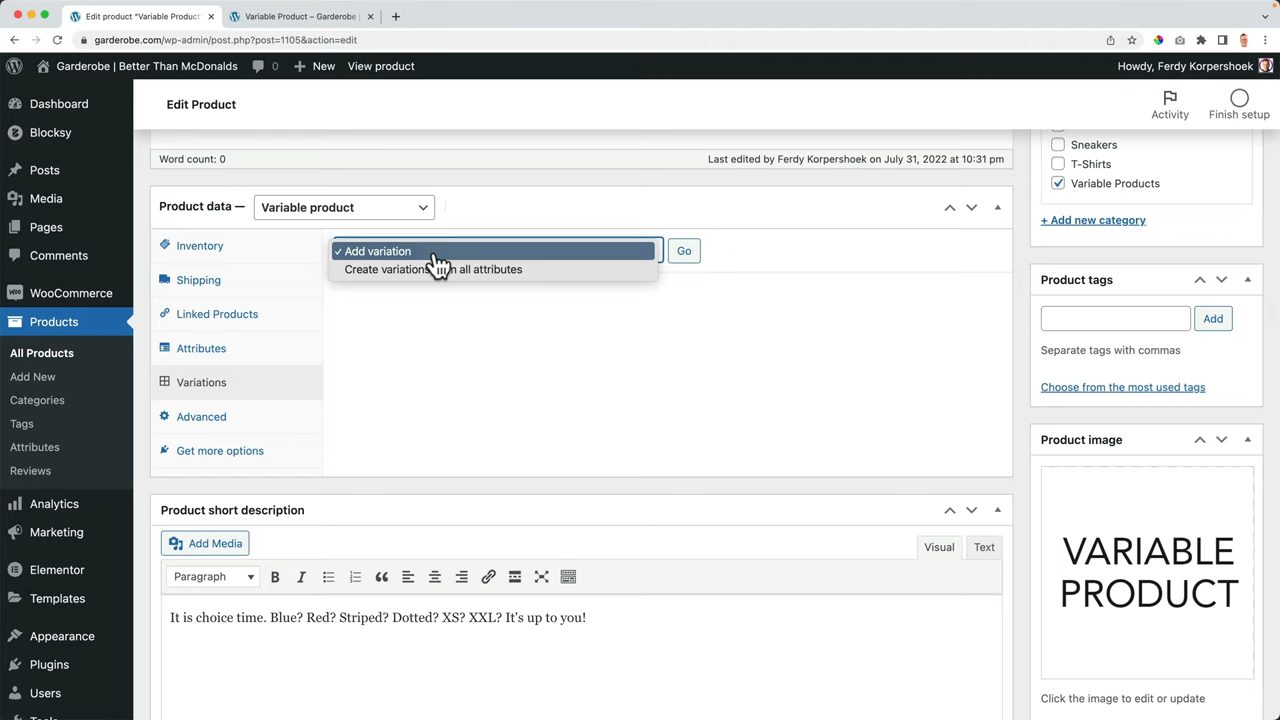 Edit product "Variable Product"
Variable Product – Garderobe |
garderobe.com/wp-admin/post.php?post=1105&action=edit
Garderobe | Better Than McDonalds
0
New
View product
Howdy, Ferdy Korpershoek
Dashboard
Blocksy
Posts
Media
Pages
Comments
WooCommerce
Products
All Products
Add New
Categories
Tags
Attributes
Reviews
Analytics
Marketing
Elementor
Templates
Appearance
Plugins
Users
Edit Product
Activity
Finish setup
Word count: 0
Last edited by Ferdy Korpershoek on July 31, 2022 at 10:31 pm
Product data —
Variable product
Inventory
Shipping
Linked Products
Attributes
Variations
Advanced
Get more options
✓ Add variation
Create variations all attributes
Go
Product short description
Add Media
Visual
Text
Paragraph
B
I
It is choice time. Blue? Red? Striped? Dotted? XS? XXL? It's up to you!
Sneakers
T-Shirts
Variable Products
+ Add new category
Product tags
Add
Separate tags with commas
Choose from the most used tags
Product image
VARIABLE
PRODUCT
Click the image to edit or update